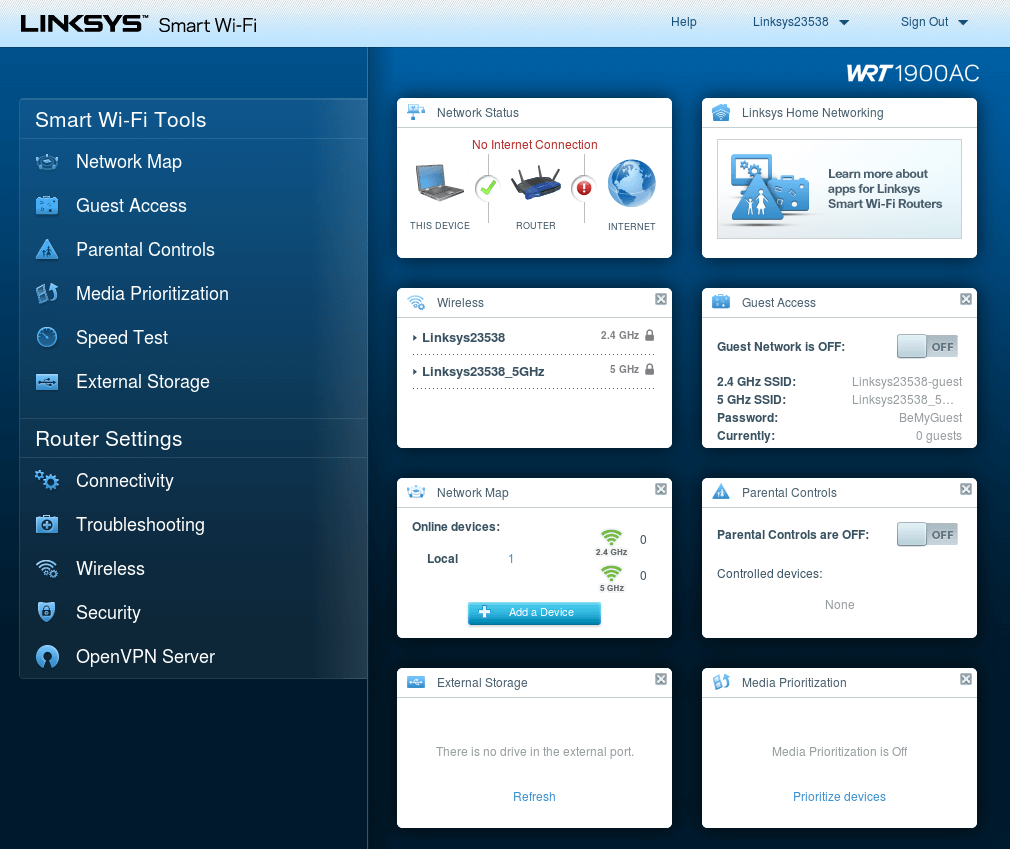 LINKSYS™ Smart Wi-Fi
Help
Linksys23538
Sign Out
WRT1900AC
Smart Wi-Fi Tools
Network Map
Guest Access
Parental Controls
Media Prioritization
Speed Test
External Storage
Router Settings
Connectivity
Troubleshooting
Wireless
Security
OpenVPN Server
Network Status
No Internet Connection
THIS DEVICE
ROUTER
INTERNET
Linksys Home Networking
Learn more about
apps for Linksys
Smart Wi-Fi Routers
Wireless
Linksys23538 2.4 GHz
Linksys23538_5GHz 5 GHz
Guest Access
Guest Network is OFF: OFF
2.4 GHz SSID: Linksys23538-guest
5 GHz SSID: Linksys23538_5...
Password: BeMyGuest
Currently: 0 guests
Network Map
Online devices:
Local 1
0
2.4 GHz
0
5 GHz
Add a Device
Parental Controls
Parental Controls are OFF: OFF
Controlled devices:
None
External Storage
There is no drive in the external port.
Refresh
Media Prioritization
Media Prioritization is Off
Prioritize devices